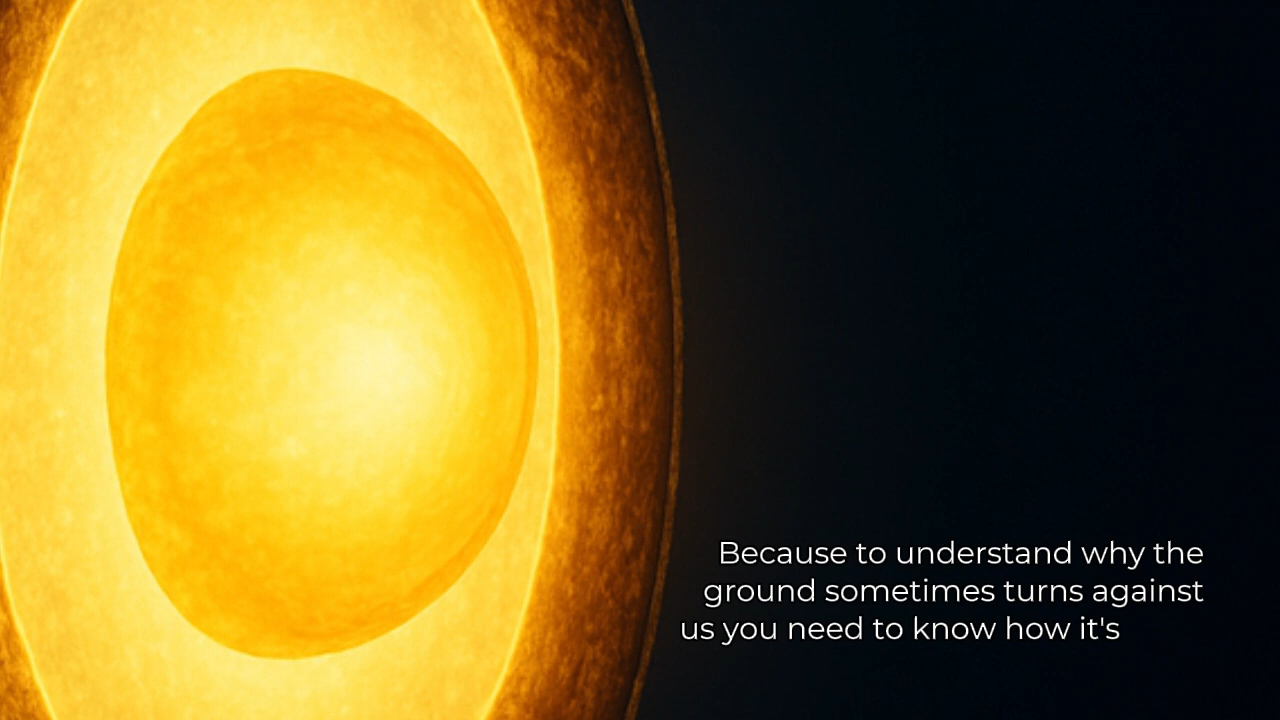 Because to understand why the
ground sometimes turns against
us you need to know how it's